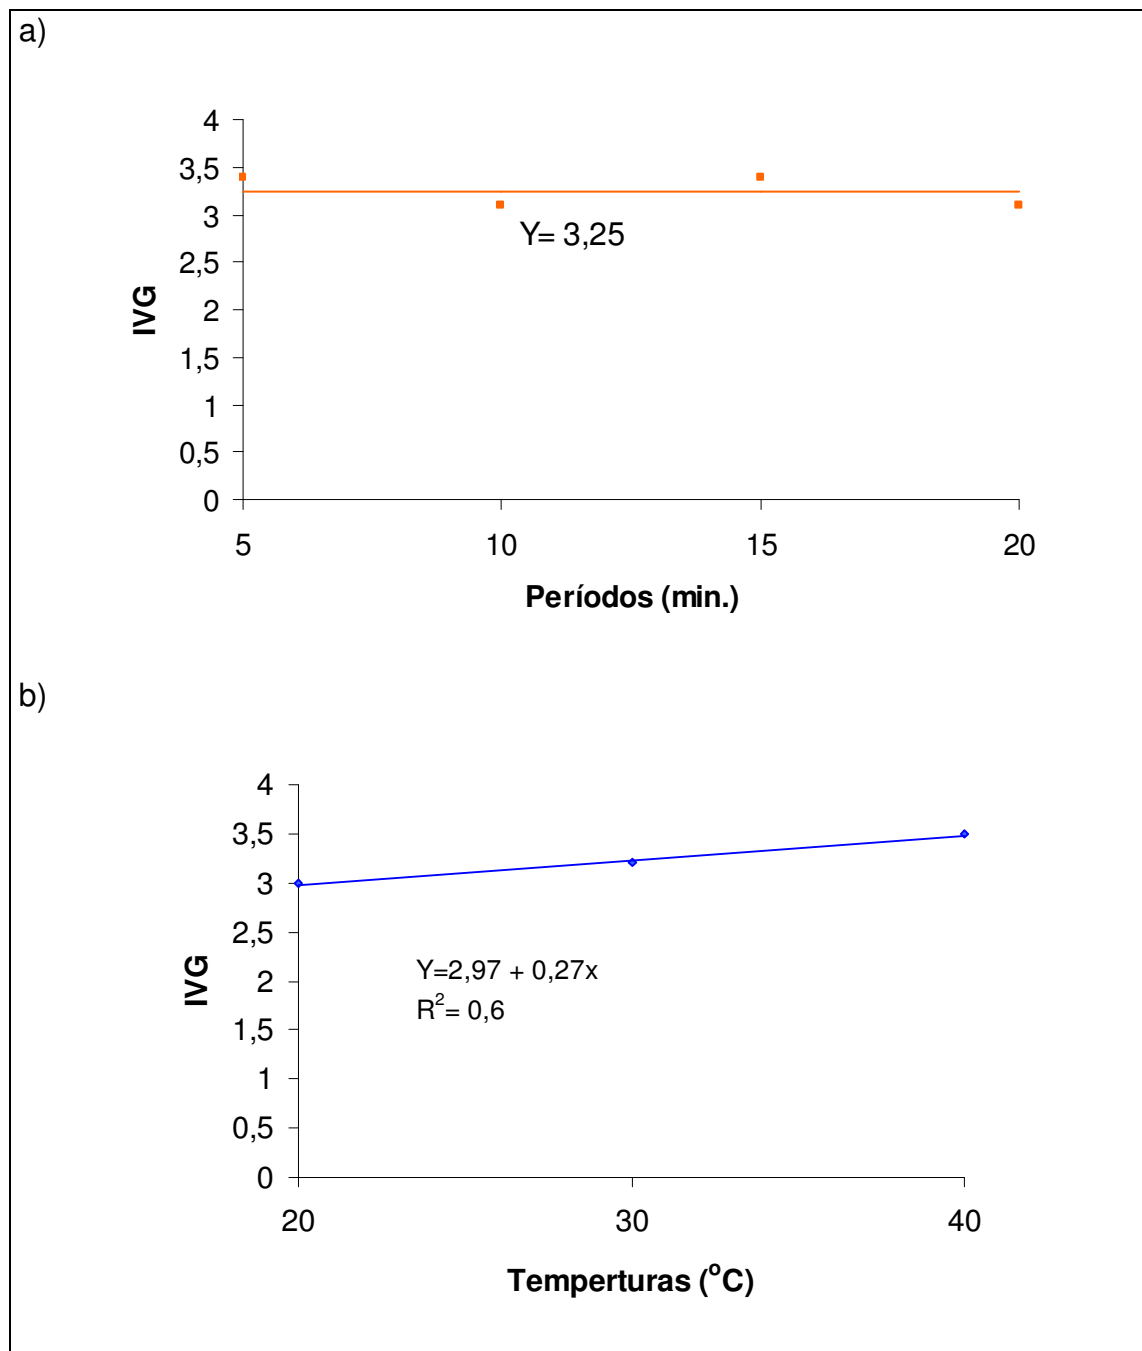 a)
4
3,5
3
2,5
2
1,5
1
0,5
0
IVG
Y= 3,25
5 10 15 20
Períodos (min.)
b)
4
3,5
3
2,5
2
1,5
1
0,5
0
IVG
Y=2,97 + 0,27x
R²= 0,6
20 30 40
Temperturas (°C)